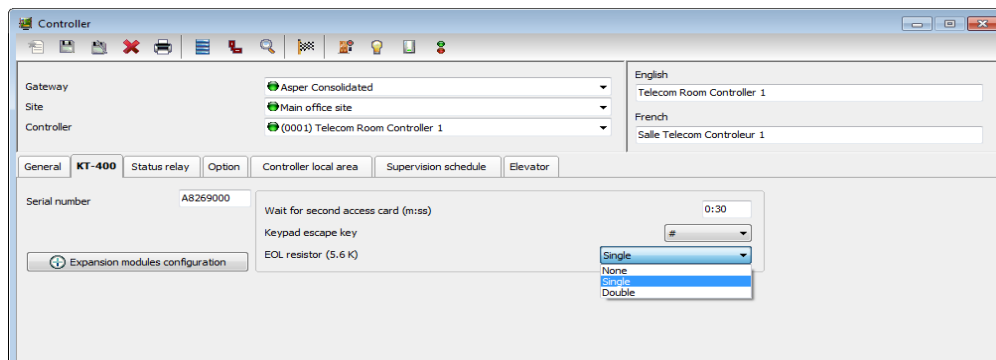 Controller
Gateway
Asper Consolidated
Site
Main office site
Controller
(0001) Telecom Room Controller 1
English
Telecom Room Controller 1
French
Salle Telecom Controleur 1
General KT-400 Status relay Option Controller local area Supervision schedule Elevator
Serial number A8269000
Expansion modules configuration
Wait for second access card (m:ss) 0:30
Keypad escape key #
EOL resistor (5.6 K) Single
None
Single
Double